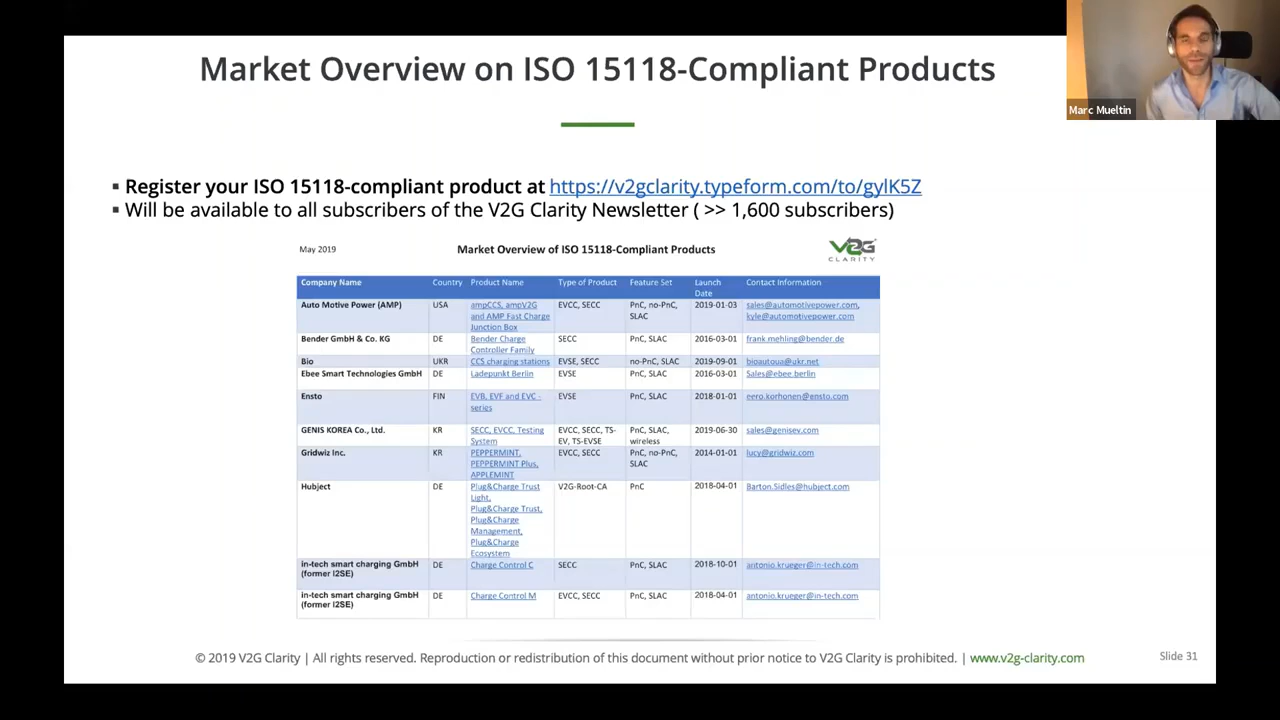 Market Overview on ISO 15118-Compliant Products
Marc Mueltin
▪ Register your ISO 15118-compliant product at https://v2gclarity.typeform.com/to/gylK5Z
▪ Will be available to all subscribers of the V2G Clarity Newsletter ( >> 1,600 subscribers)
May 2019 Market Overview of ISO 15118-Compliant Products V2G CLARITY
Company Name Country Product Name Type of Product Feature Set Launch Date Contact Information
Auto Motive Power (AMP) USA ampCCS, ampV2G and AMP Fast Charge Junction Box EVCC, SECC PnC, no-PnC, SLAC 2019-01-03 sales@automotivepower.com, kyle@automotivepower.com
Bender GmbH & Co. KG DE Bender Charge Controller Family SECC PnC, SLAC 2016-03-01 frank.mehling@bender.de
Bio UKR CCS charging stations EVSE, SECC no-PnC, SLAC 2019-09-01 bioautoua@ukr.net
Ebee Smart Technologies GmbH DE Ladepunkt Berlin EVSE PnC, SLAC 2016-03-01 Sales@ebee.berlin
Ensto FIN EVB, EVF and EVC - series EVSE PnC, SLAC 2018-01-01 eero.korhonen@ensto.com
GENIS KOREA Co., Ltd. KR SECC, EVCC, Testing System EVCC, SECC, TS-EV, TS-EVSE PnC, SLAC, wireless 2019-06-30 sales@genisev.com
Gridwiz Inc. KR PEPPERMINT, PEPPERMINT Plus, APPLEMINT EVCC, SECC PnC, no-PnC, SLAC 2014-01-01 lucy@gridwiz.com
Hubject DE Plug&Charge Trust Light, Plug&Charge Trust, Plug&Charge Management, Plug&Charge Ecosystem V2G-Root-CA PnC 2018-04-01 Barton.Sidles@hubject.com
in-tech smart charging GmbH (former I2SE) DE Charge Control C SECC PnC, SLAC 2018-10-01 antonio.krueger@in-tech.com
in-tech smart charging GmbH (former I2SE) DE Charge Control M EVCC, SECC PnC, SLAC 2018-04-01 antonio.krueger@in-tech.com
© 2019 V2G Clarity | All rights reserved. Reproduction or redistribution of this document without prior notice to V2G Clarity is prohibited. | www.v2g-clarity.com Slide 31